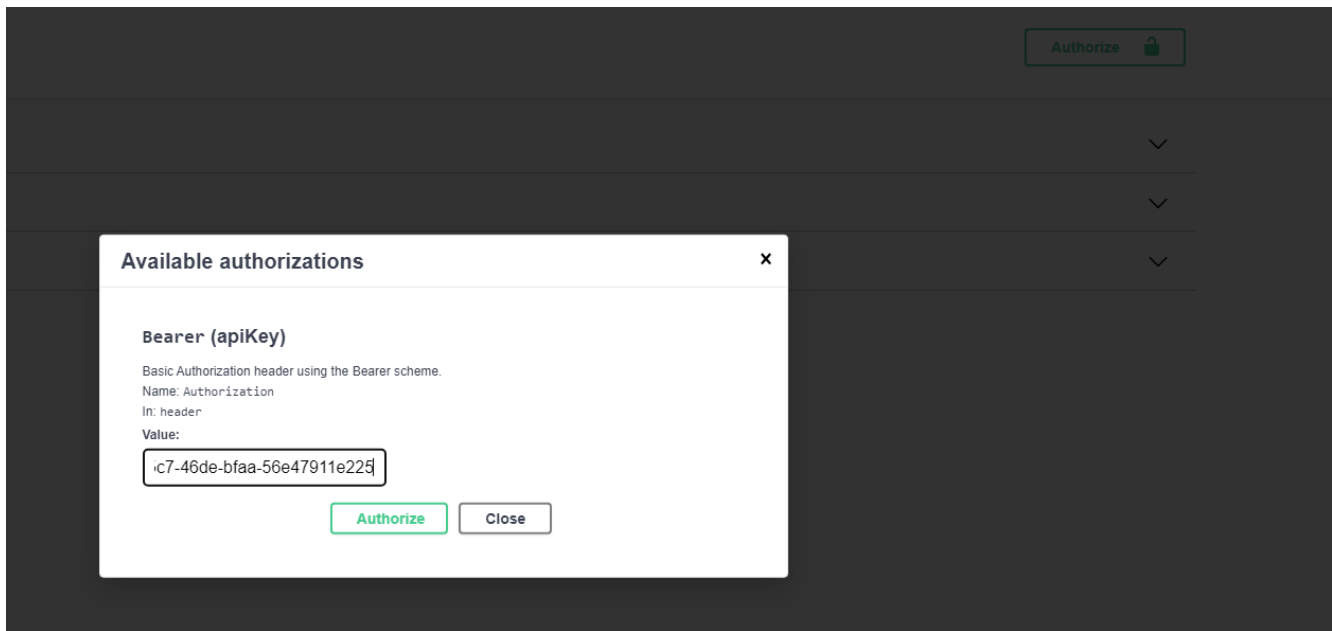 Authorize
Available authorizations
Bearer (apiKey)
Basic Authorization header using the Bearer scheme.
Name: Authorization
In: header
Value:
c7-46de-bfaa-56e47911e225
Authorize
Close